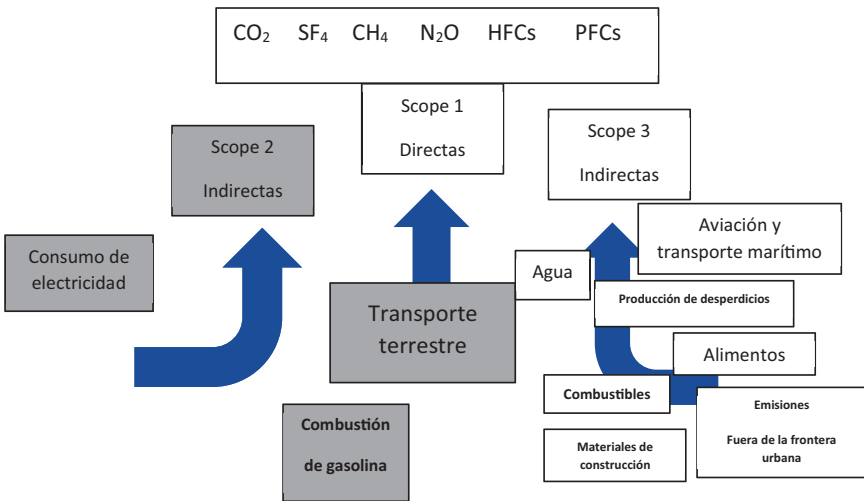 CO₂ SF₄ CH₄ N₂O HFCs PFCs
Scope 1
Directas
Scope 2
Indirectas
Scope 3
Indirectas
Consumo de
electricidad
Transporte
terrestre
Combustión
de gasolina
Agua
Aviación y
transporte marítimo
Producción de desperdicios
Alimentos
Combustibles
Emisiones
Fuera de la frontera
urbana
Materiales de
construcción